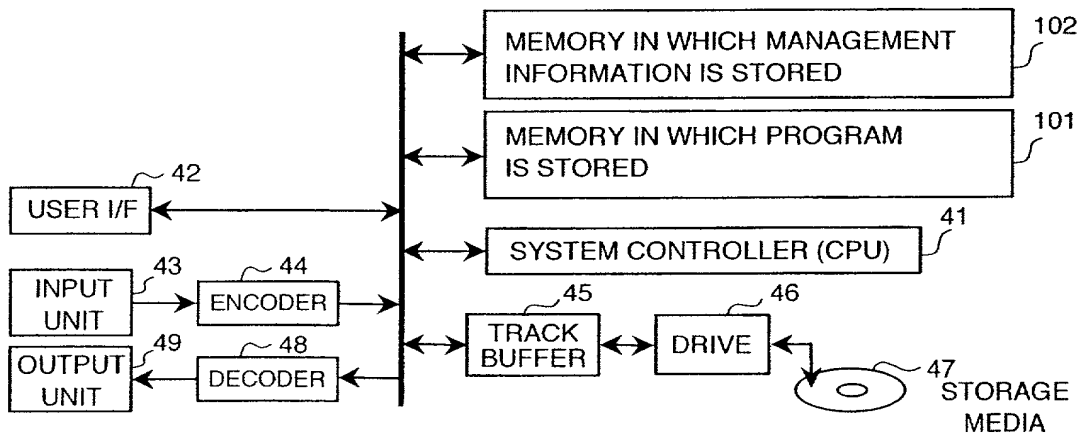 102
MEMORY IN WHICH MANAGEMENT
INFORMATION IS STORED
101
MEMORY IN WHICH PROGRAM
IS STORED
42
USER I/F
41
SYSTEM CONTROLLER (CPU)
43
INPUT
UNIT
44
ENCODER
45
TRACK
BUFFER
46
DRIVE
49
OUTPUT
UNIT
48
DECODER
47
STORAGE
MEDIA